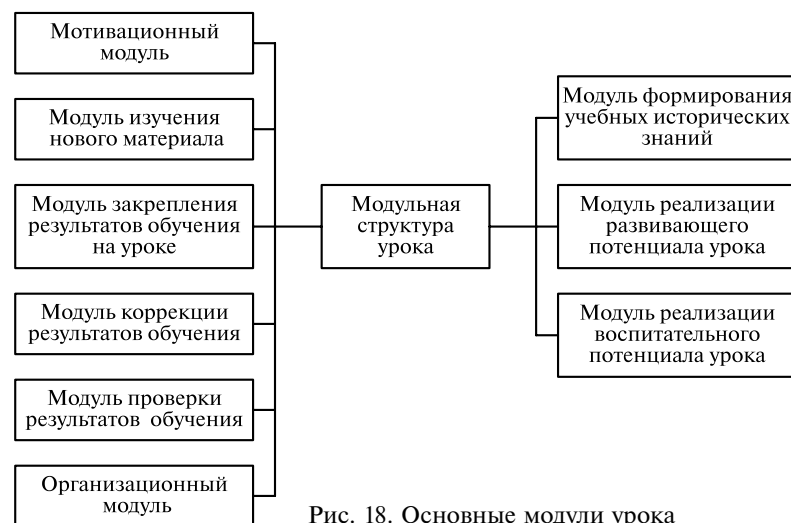 Мотивационный
модуль
Модуль изучения
нового материала
Модуль закрепления
результатов обучения
на уроке
Модуль коррекции
результатов обучения
Модуль проверки
результатов обучения
Организационный
модуль
Модульная
структура
урока
Модуль формирования
учебных исторических
знаний
Модуль реализации
развивающего
потенциала урока
Модуль реализации
воспитательного
потенциала урока
Рис. 18. Основные модули урока